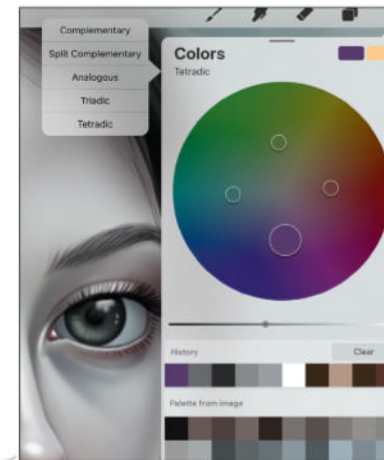 Complementary
Split Complementary
Analogous
Triadic
Tetradic
Colors
Tetradic
History
Clear
Palette from image